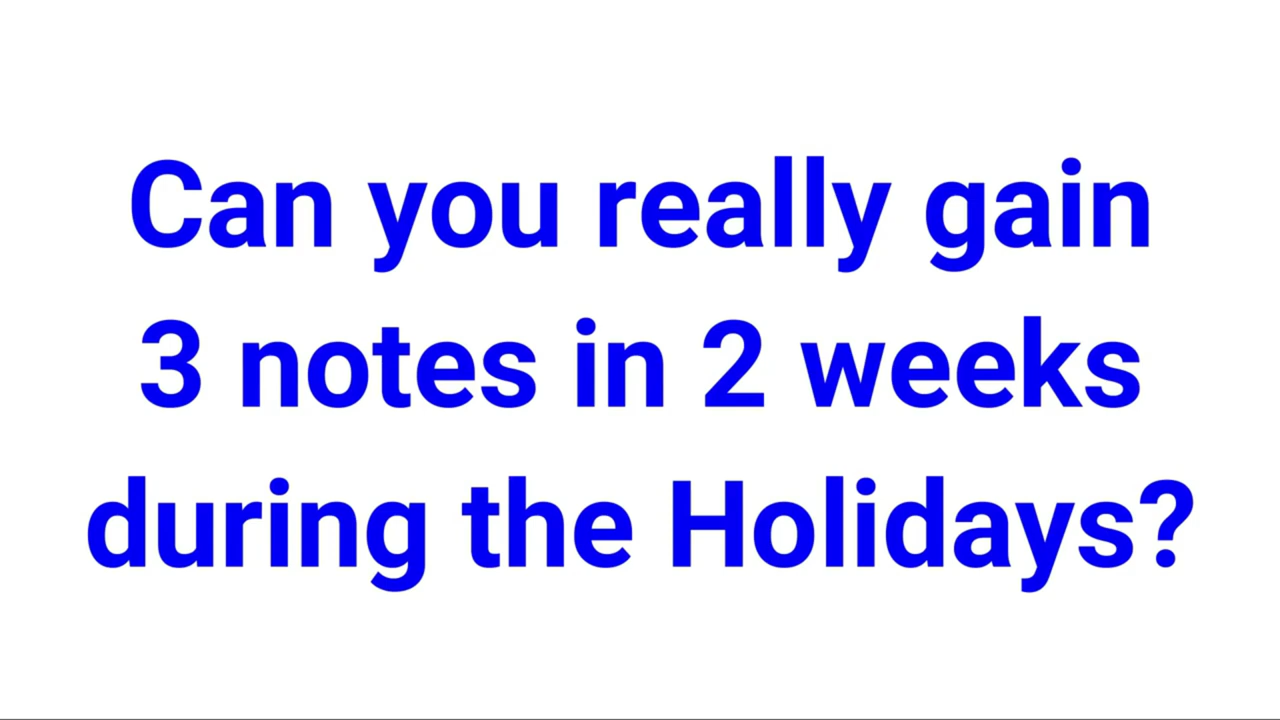 Can you really gain
3 notes in 2 weeks
during the Holidays?